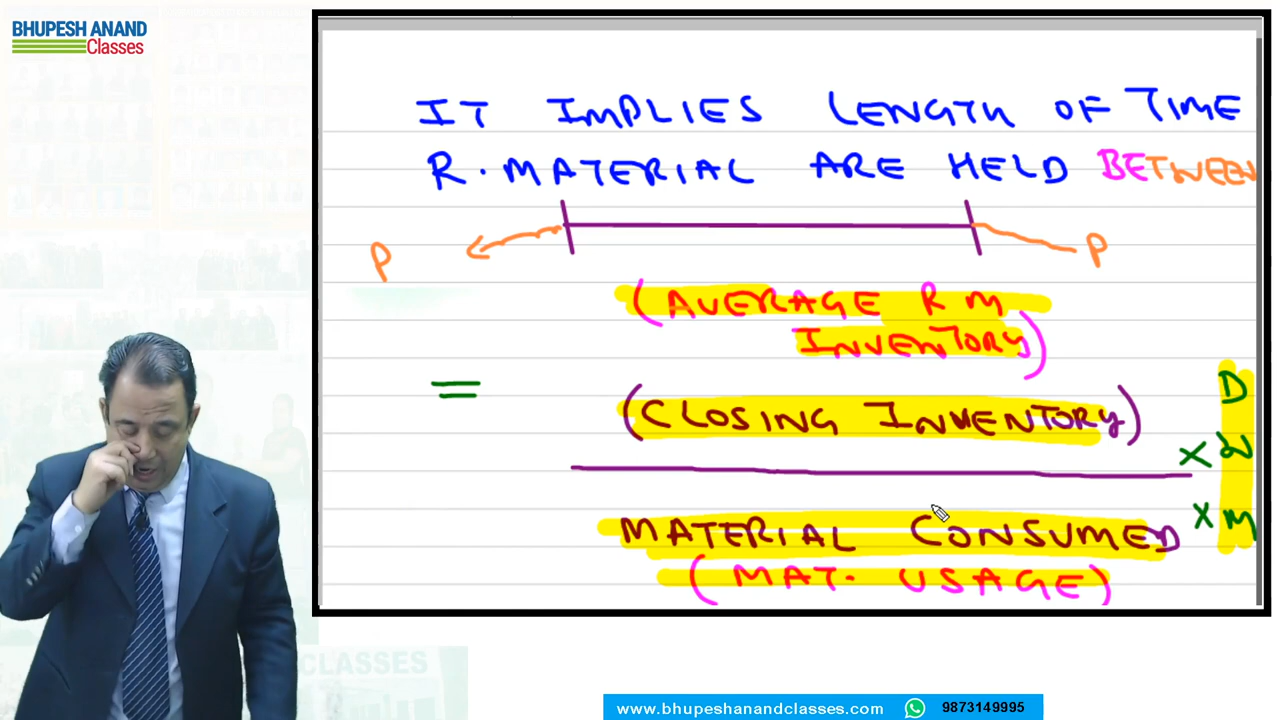 BHUPESH ANAND
Classes
IT IMPLIES LENGTH OF TIME
R. MATERIAL ARE HELD BETWEEN
P P
(AVERAGE R M
INVENTORY)
= (CLOSING INVENTORY) D
× W
× M
MATERIAL CONSUMED
(MAT. USAGE)
CLASSES
www.bhupeshanandclasses.com 9873149995